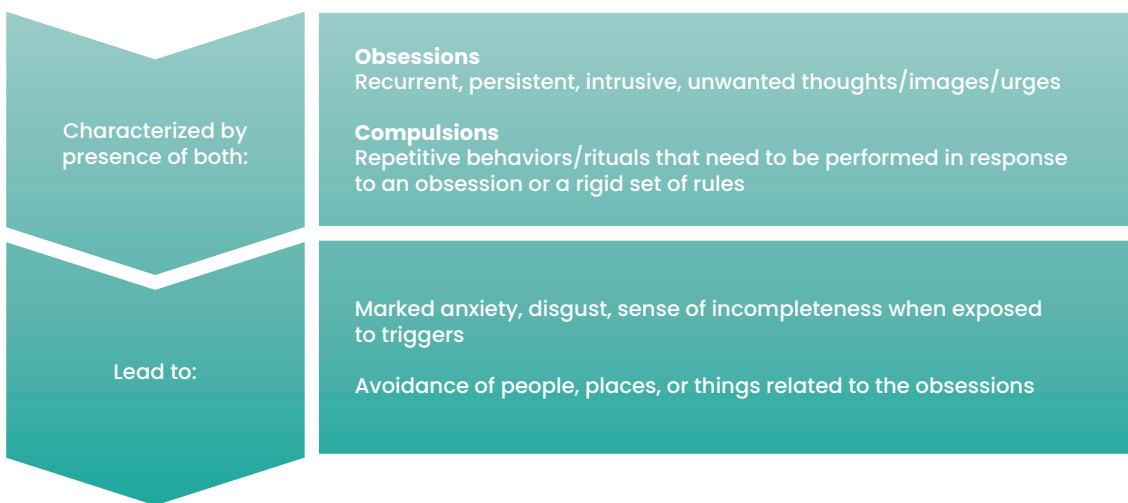 Characterized by
presence of both:
Obsessions
Recurrent, persistent, intrusive, unwanted thoughts/images/urges
Compulsions
Repetitive behaviors/rituals that need to be performed in response
to an obsession or a rigid set of rules
Lead to:
Marked anxiety, disgust, sense of incompleteness when exposed
to triggers
Avoidance of people, places, or things related to the obsessions